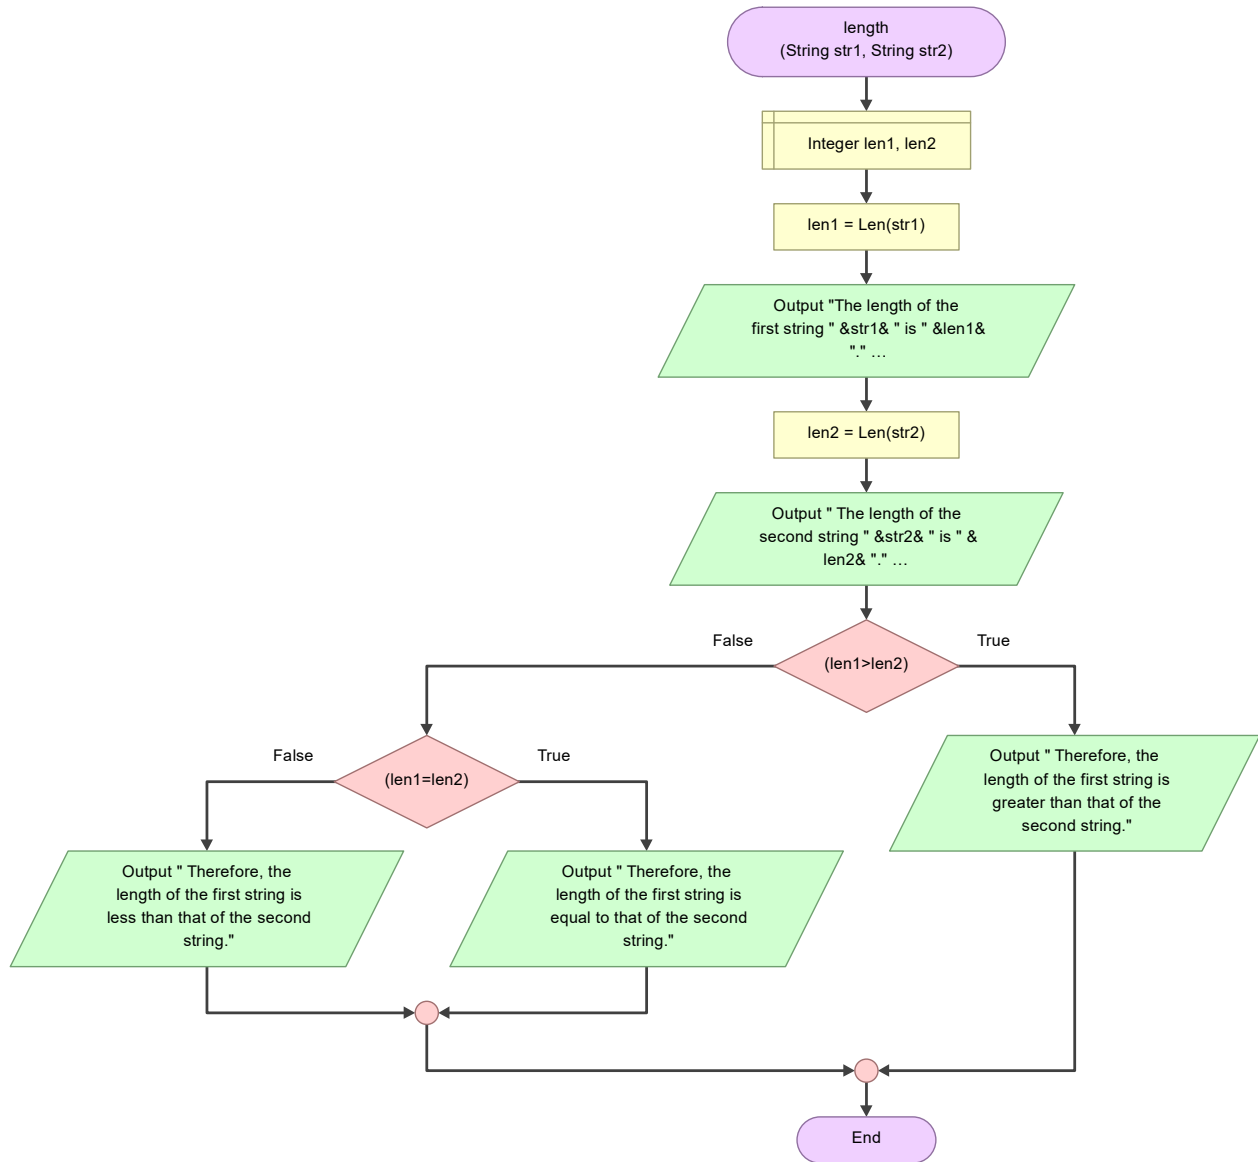 length
(String str1, String str2)
Integer len1, len2
len1 = Len(str1)
Output "The length of the
first string " &str1& " is " &len1&
"." …
len2 = Len(str2)
Output " The length of the
second string " &str2& " is " &
len2& "." …
False
True
(len1>len2)
False
True
(len1=len2)
Output " Therefore, the
length of the first string is
greater than that of the
second string."
Output " Therefore, the
length of the first string is
less than that of the second
string."
Output " Therefore, the
length of the first string is
equal to that of the second
string."
End